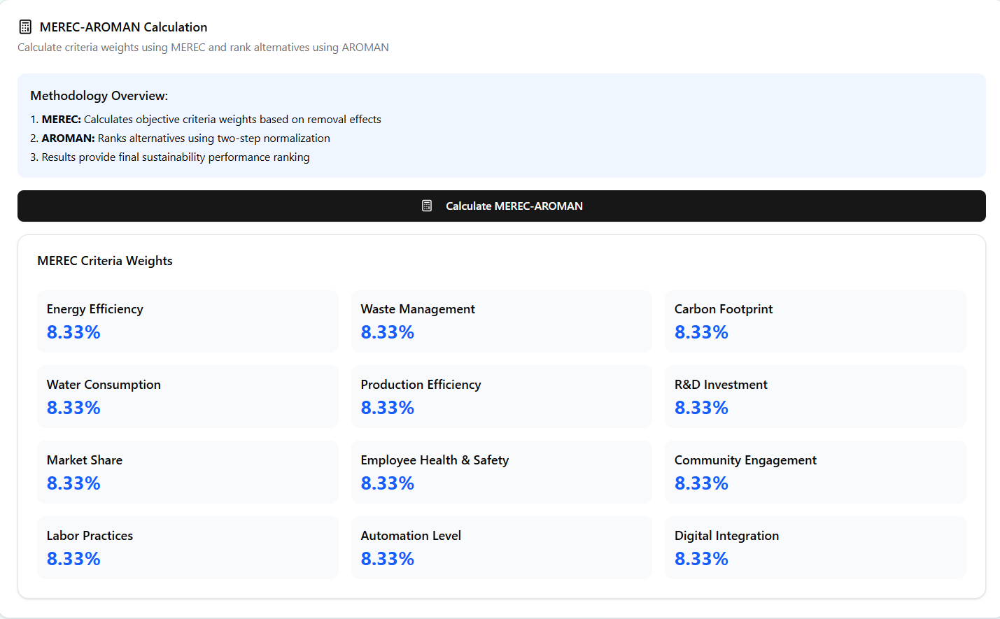 MEREC-AROMAN Calculation
Calculate criteria weights using MEREC and rank alternatives using AROMAN
Methodology Overview:
1. MEREC: Calculates objective criteria weights based on removal effects
2. AROMAN: Ranks alternatives using two-step normalization
3. Results provide final sustainability performance ranking
Calculate MEREC-AROMAN
MEREC Criteria Weights
Energy Efficiency
8.33%
Waste Management
8.33%
Carbon Footprint
8.33%
Water Consumption
8.33%
Production Efficiency
8.33%
R&D Investment
8.33%
Market Share
8.33%
Employee Health & Safety
8.33%
Community Engagement
8.33%
Labor Practices
8.33%
Automation Level
8.33%
Digital Integration
8.33%